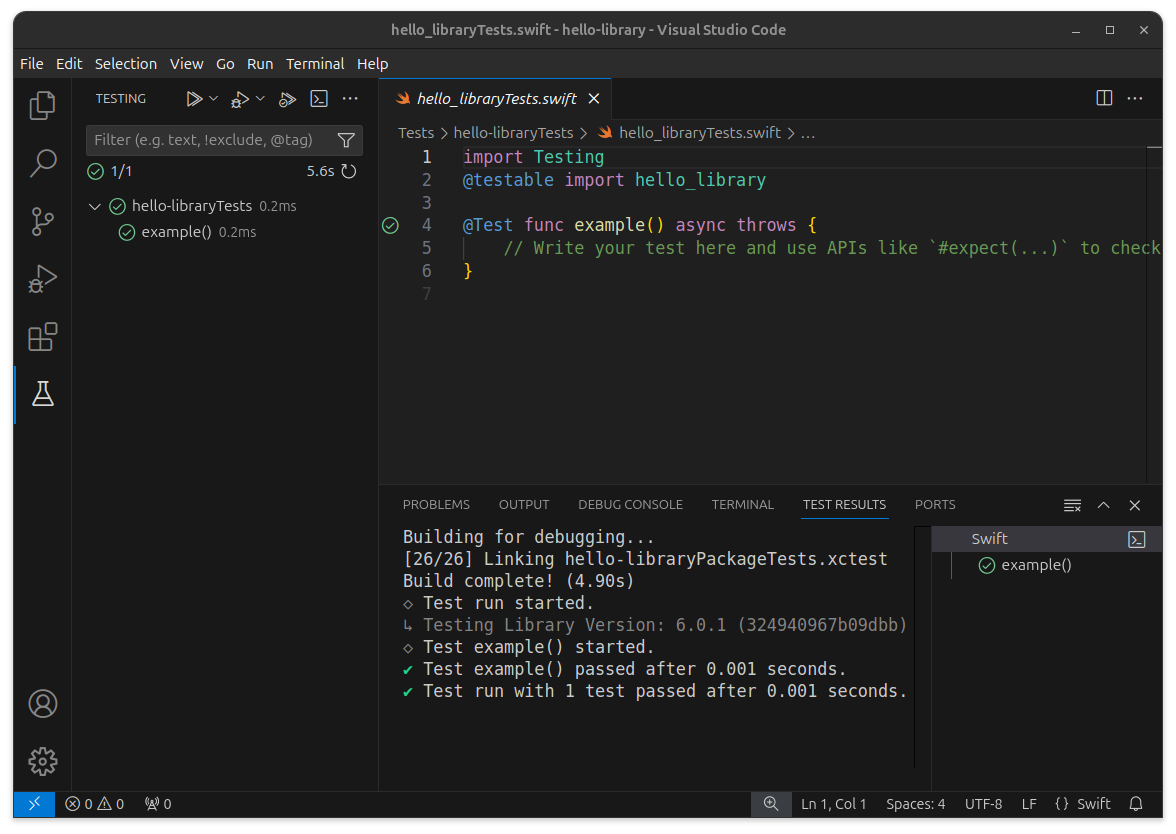 hello_libraryTests.swift - hello-library - Visual Studio Code
File Edit Selection View Go Run Terminal Help
TESTING
Filter (e.g. text, !exclude, @tag)
1/1 5.6s
hello-libraryTests 0.2ms
example() 0.2ms
hello_libraryTests.swift
Tests > hello-libraryTests > hello_libraryTests.swift > ...
1 import Testing
2 @testable import hello_library
3
4 @Test func example() async throws {
5 // Write your test here and use APIs like `#expect(...)` to check
6 }
7
PROBLEMS OUTPUT DEBUG CONSOLE TERMINAL TEST RESULTS PORTS
Building for debugging...
[26/26] Linking hello-libraryPackageTests.xctest
Build complete! (4.90s)
◇ Test run started.
↳ Testing Library Version: 6.0.1 (324940967b09dbb)
◇ Test example() started.
✔ Test example() passed after 0.001 seconds.
✔ Test run with 1 test passed after 0.001 seconds.
Swift
example()
0 0 0 Ln 1, Col 1 Spaces: 4 UTF-8 LF {} Swift